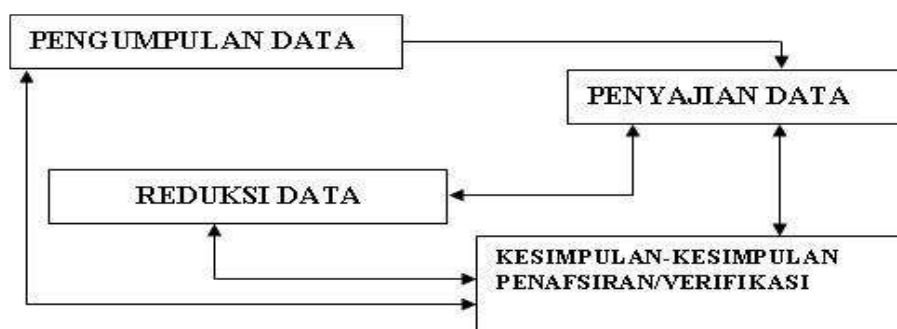 PENGUMPULAN DATA
PENYAJIAN DATA
REDUKSI DATA
KESIMPULAN-KESIMPULAN
PENAFSIRAN/VERIFIKASI